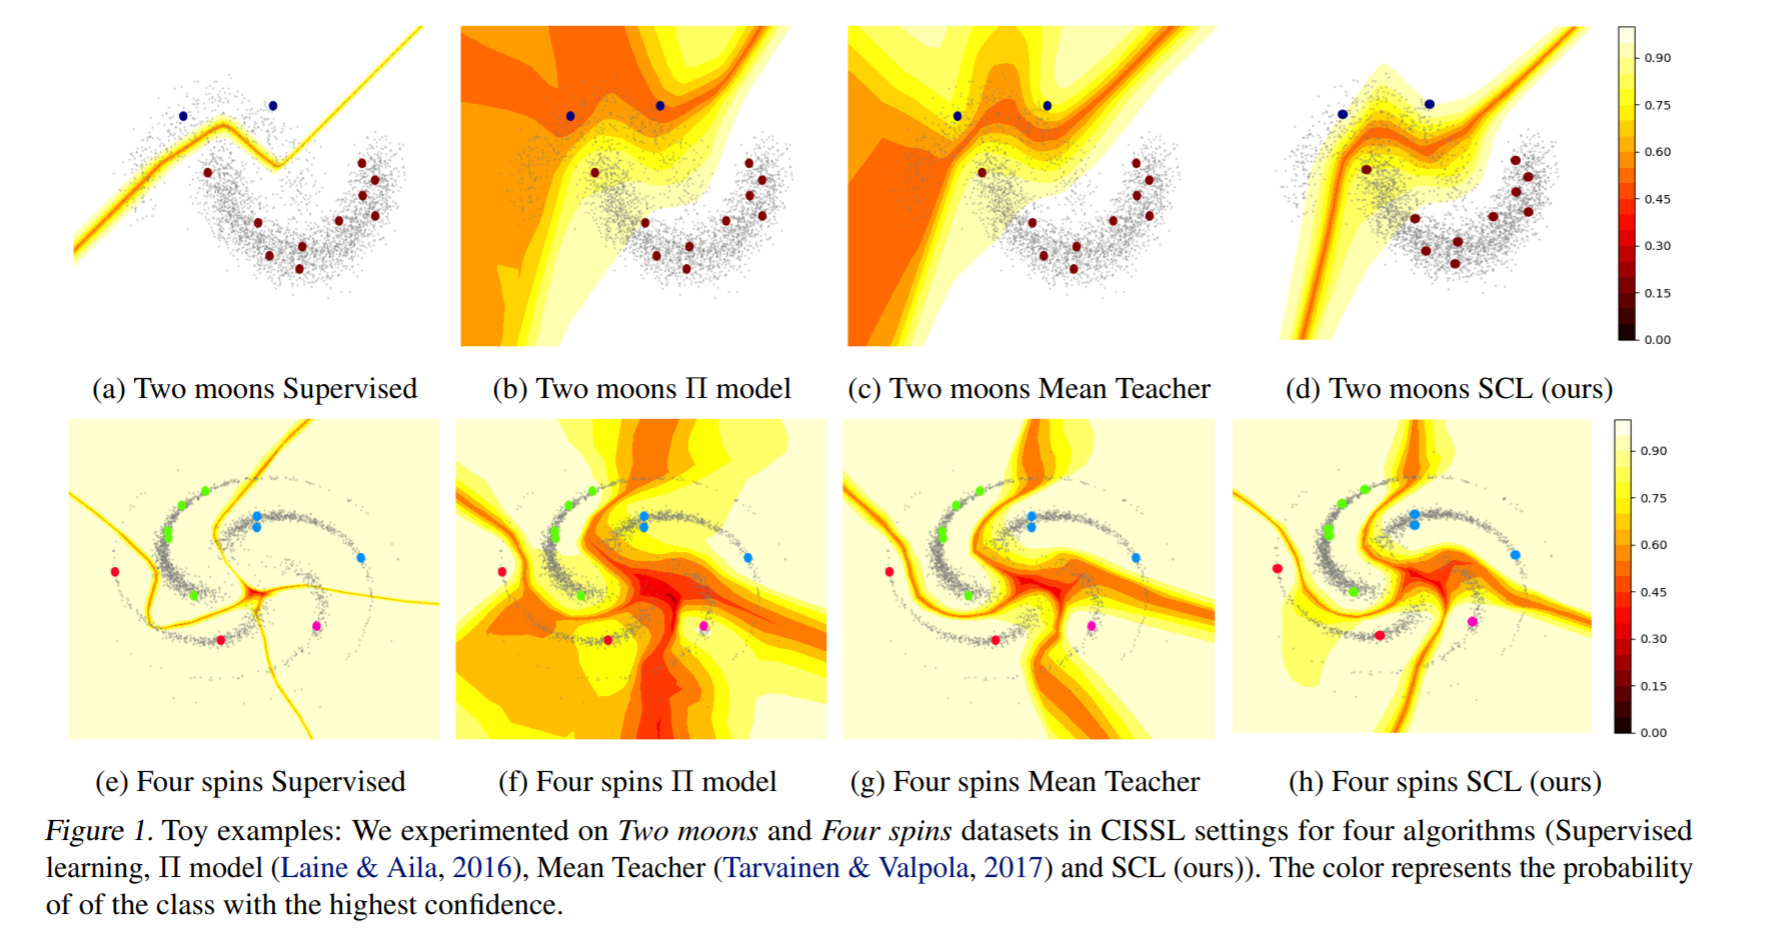 0.90
0.75
0.60
0.45
0.30
0.15
0.00
(a) Two moons Supervised
(b) Two moons Π model
(c) Two moons Mean Teacher
(d) Two moons SCL (ours)
0.90
0.75
0.60
0.45
0.30
0.15
0.00
(e) Four spins Supervised
(f) Four spins Π model
(g) Four spins Mean Teacher
(h) Four spins SCL (ours)
Figure 1. Toy examples: We experimented on Two moons and Four spins datasets in CISSL settings for four algorithms (Supervised
learning, Π model (Laine & Aila, 2016), Mean Teacher (Tarvainen & Valpola, 2017) and SCL (ours)). The color represents the probability
of of the class with the highest confidence.